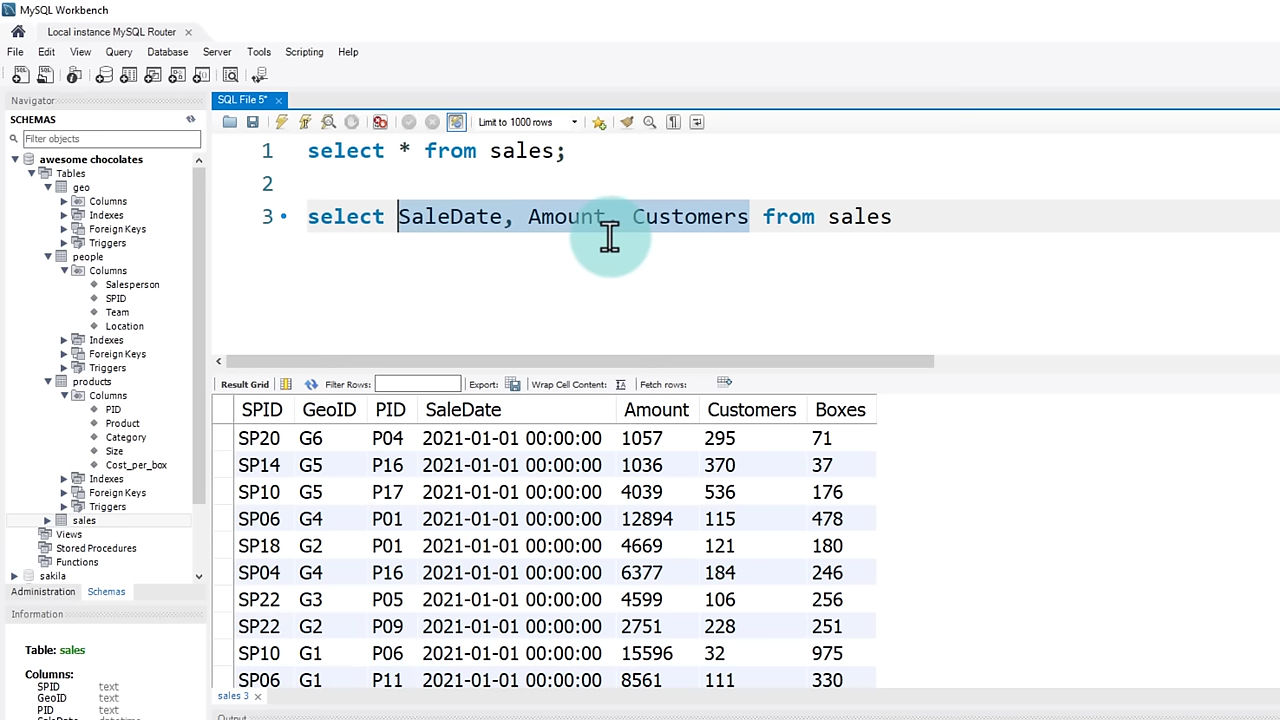 MySQL Workbench
Local instance MySQL Router
File Edit View Query Database Server Tools Scripting Help
Navigator
SCHEMAS
Filter objects
awesome chocolates
Tables
geo
Columns
Indexes
Foreign Keys
Triggers
people
Columns
Salesperson
SPID
Team
Location
Indexes
Foreign Keys
Triggers
products
Columns
PID
Product
Category
Size
Cost_per_box
Indexes
Foreign Keys
Triggers
sales
Views
Stored Procedures
Functions
sakila
Administration Schemas
Information
Table: sales
Columns:
SPID text
GeoID text
PID text
SaleDate datetime
SQL File 5*
Limit to 1000 rows
1 select * from sales;
2
3 select SaleDate, Amount, Customers from sales
Result Grid Filter Rows: Export: Wrap Cell Content: Fetch rows:
SPID GeoID PID SaleDate Amount Customers Boxes
SP20 G6 P04 2021-01-01 00:00:00 1057 295 71
SP14 G5 P16 2021-01-01 00:00:00 1036 370 37
SP10 G5 P17 2021-01-01 00:00:00 4039 536 176
SP06 G4 P01 2021-01-01 00:00:00 12894 115 478
SP18 G2 P01 2021-01-01 00:00:00 4669 121 180
SP04 G4 P16 2021-01-01 00:00:00 6377 184 246
SP22 G3 P05 2021-01-01 00:00:00 4599 106 256
SP22 G2 P09 2021-01-01 00:00:00 2751 228 251
SP10 G1 P06 2021-01-01 00:00:00 15596 32 975
SP06 G1 P11 2021-01-01 00:00:00 8561 111 330
sales 3
Output